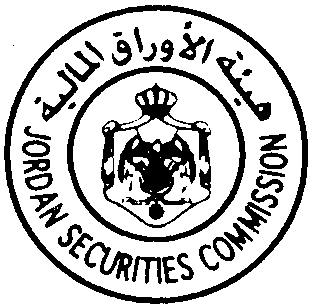 هيئة الأوراق المالية
JORDAN SECURITIES COMMISSION